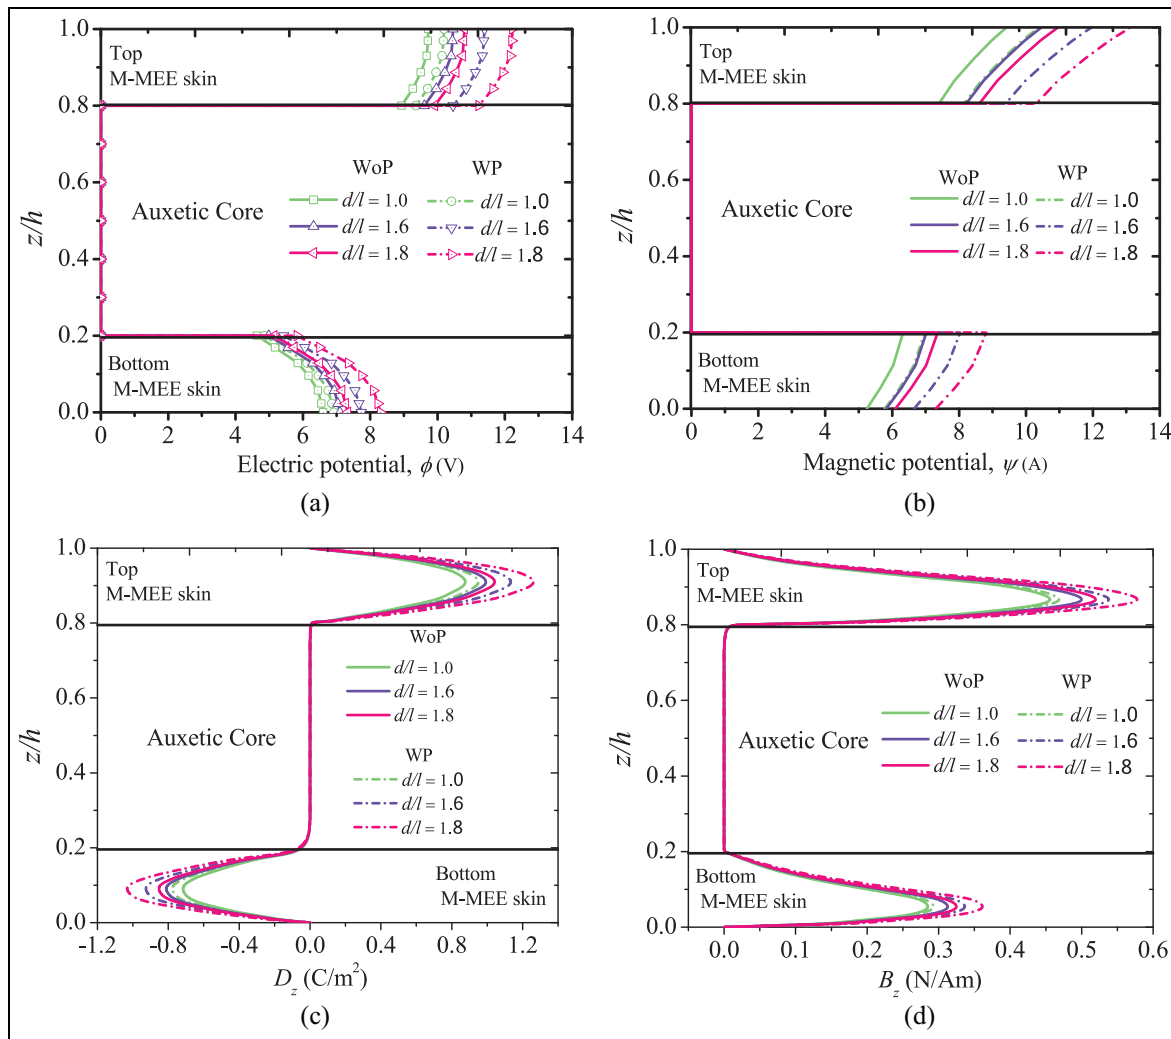 1.0
0.8
0.6
0.4
0.2
0.0
z/h
Top
M-MEE skin
WoP WP
d/l = 1.0 d/l = 1.0
Auxetic Core
d/l = 1.6 d/l = 1.6
d/l = 1.8 d/l = 1.8
Bottom
M-MEE skin
0 2 4 6 8 10 12 14
Electric potential, ϕ (V)
(a)
1.0
0.8
0.6
0.4
0.2
0.0
z/h
Top
M-MEE skin
WoP WP
d/l = 1.0 d/l = 1.0
Auxetic Core
d/l = 1.6 d/l = 1.6
d/l = 1.8 d/l = 1.8
Bottom
M-MEE skin
0 2 4 6 8 10 12 14
Magnetic potential, ψ (A)
(b)
1.0
0.8
0.6
0.4
0.2
0.0
z/h
Top
M-MEE skin
WoP
d/l = 1.0
d/l = 1.6
d/l = 1.8
Auxetic Core
WP
d/l = 1.0
d/l = 1.6
d/l = 1.8
Bottom
M-MEE skin
-1.2 -0.8 -0.4 0.0 0.4 0.8 1.2
D_z (C/m²)
(c)
1.0
0.8
0.6
0.4
0.2
0.0
z/h
Top
M-MEE skin
WoP WP
d/l = 1.0 d/l = 1.0
Auxetic Core d/l = 1.6 d/l = 1.6
d/l = 1.8 d/l = 1.8
Bottom
M-MEE skin
0.0 0.1 0.2 0.3 0.4 0.5 0.6
B_z (N/Am)
(d)